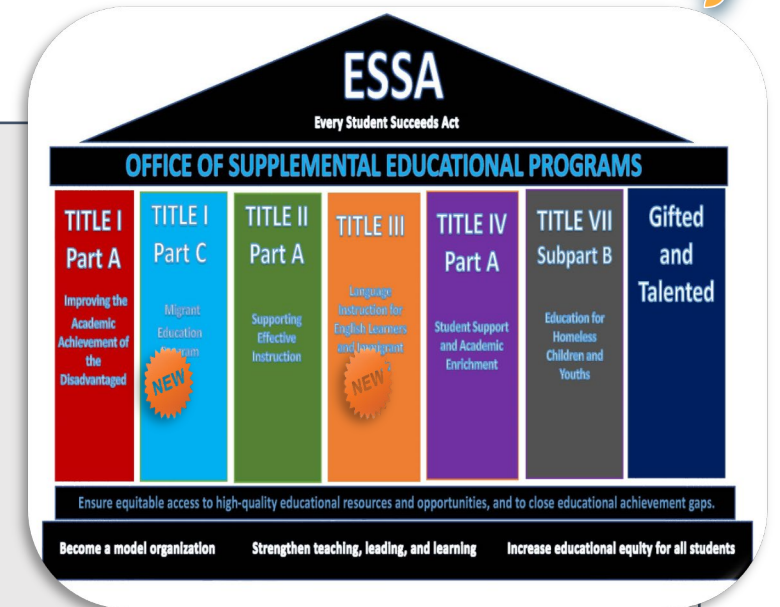 ESSA
Every Student Succeeds Act
OFFICE OF SUPPLEMENTAL EDUCATIONAL PROGRAMS
TITLE I
Part A
Improving the
Academic
Achievement of
the
Disadvantaged
TITLE I
Part C
Migrant
Education
NEW
TITLE II
Part A
Supporting
Effective
Instruction
TITLE III
Language
Instruction for
English Learners
and Immigrant
NEW
TITLE IV
Part A
Student Support
and Academic
Enrichment
TITLE VII
Subpart B
Education for
Homeless
Children and
Youths
Gifted
and
Talented
Ensure equitable access to high-quality educational resources and opportunities, and to close educational achievement gaps.
Become a model organization
Strengthen teaching, leading, and learning
Increase educational equity for all students